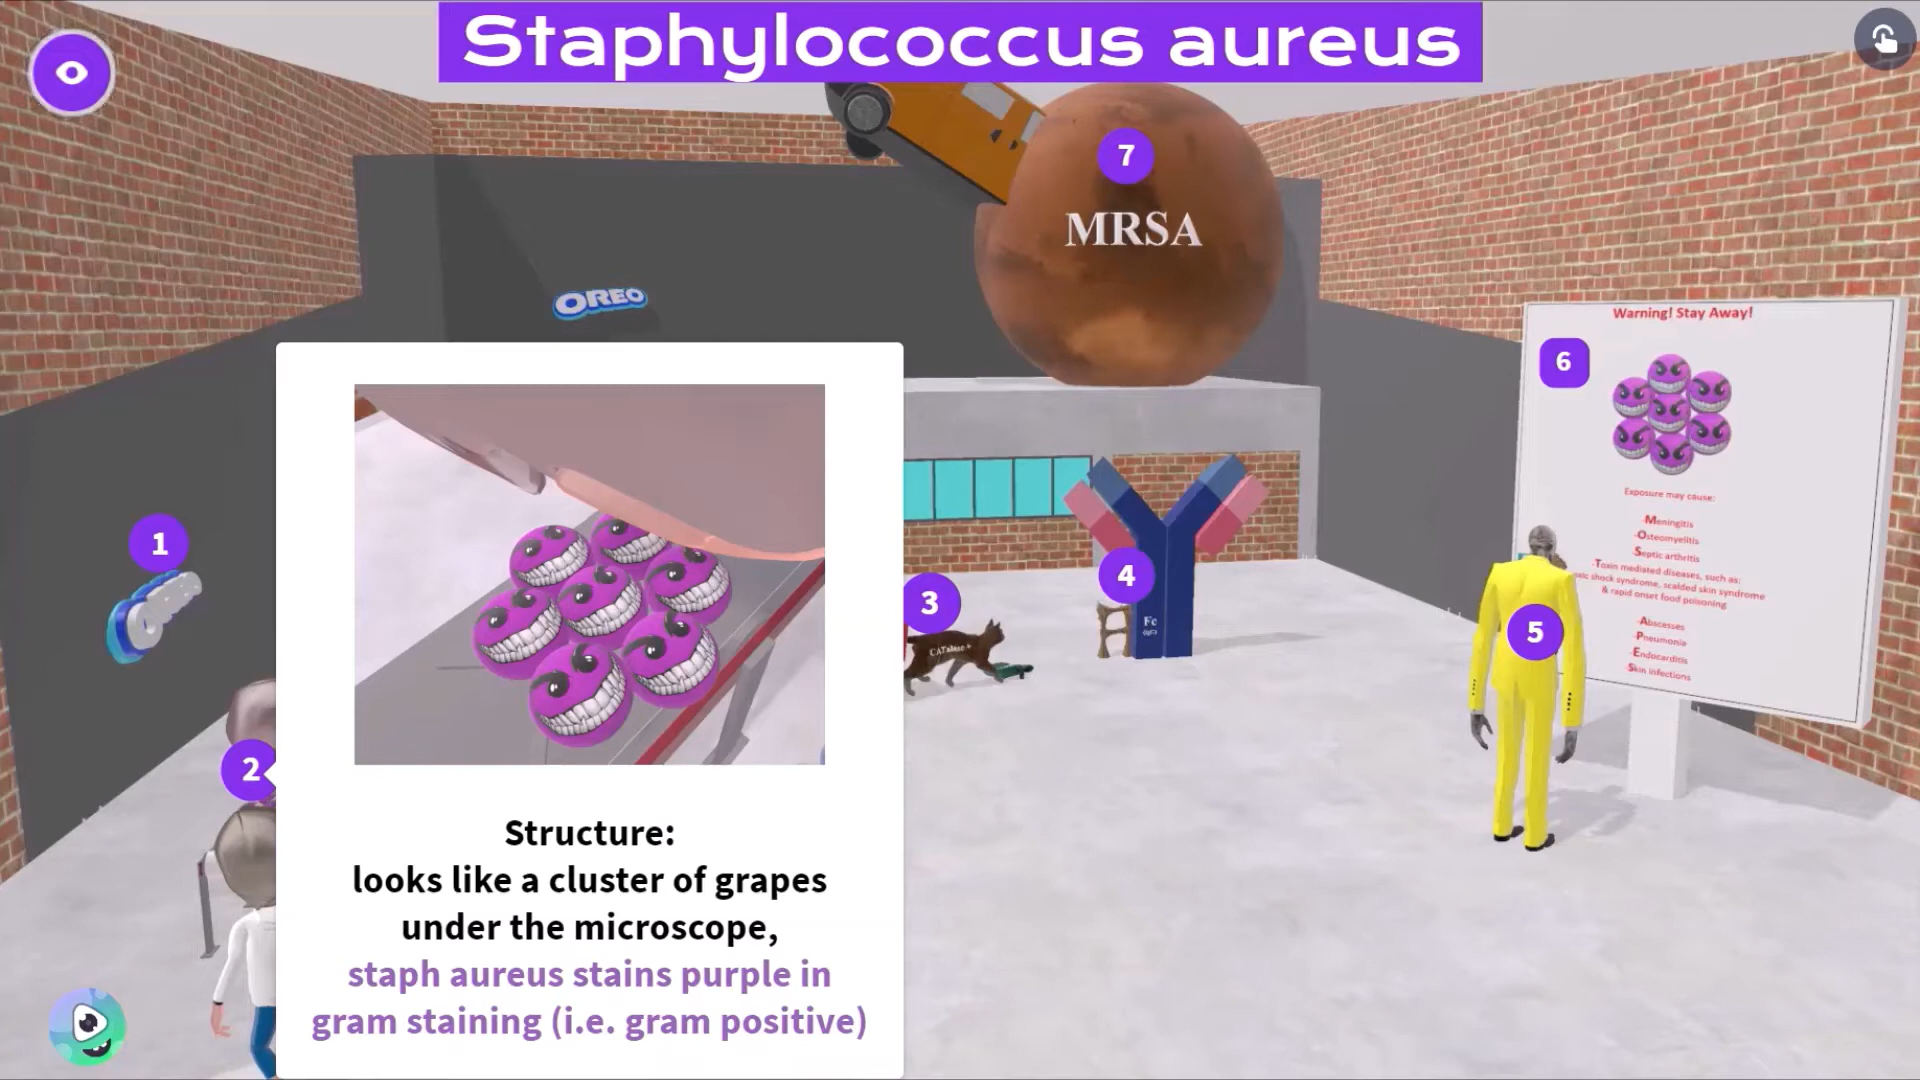 Staphylococcus aureus
7
MRSA
OREO
Warning! Stay Away!
6
Exposure may cause:
-Meningitis
-Osteomyelitis
Septic arthritis
-Toxin mediated diseases, such as:
shock syndrome, scalded skin syndrome
& rapid onset food poisoning
-Abscesses
-Pneumonia
-Endocarditis
Skin infections
1
2
3
4
5
CATalase +
Fc
(IgG)
Structure:
looks like a cluster of grapes
under the microscope,
staph aureus stains purple in
gram staining (i.e. gram positive)